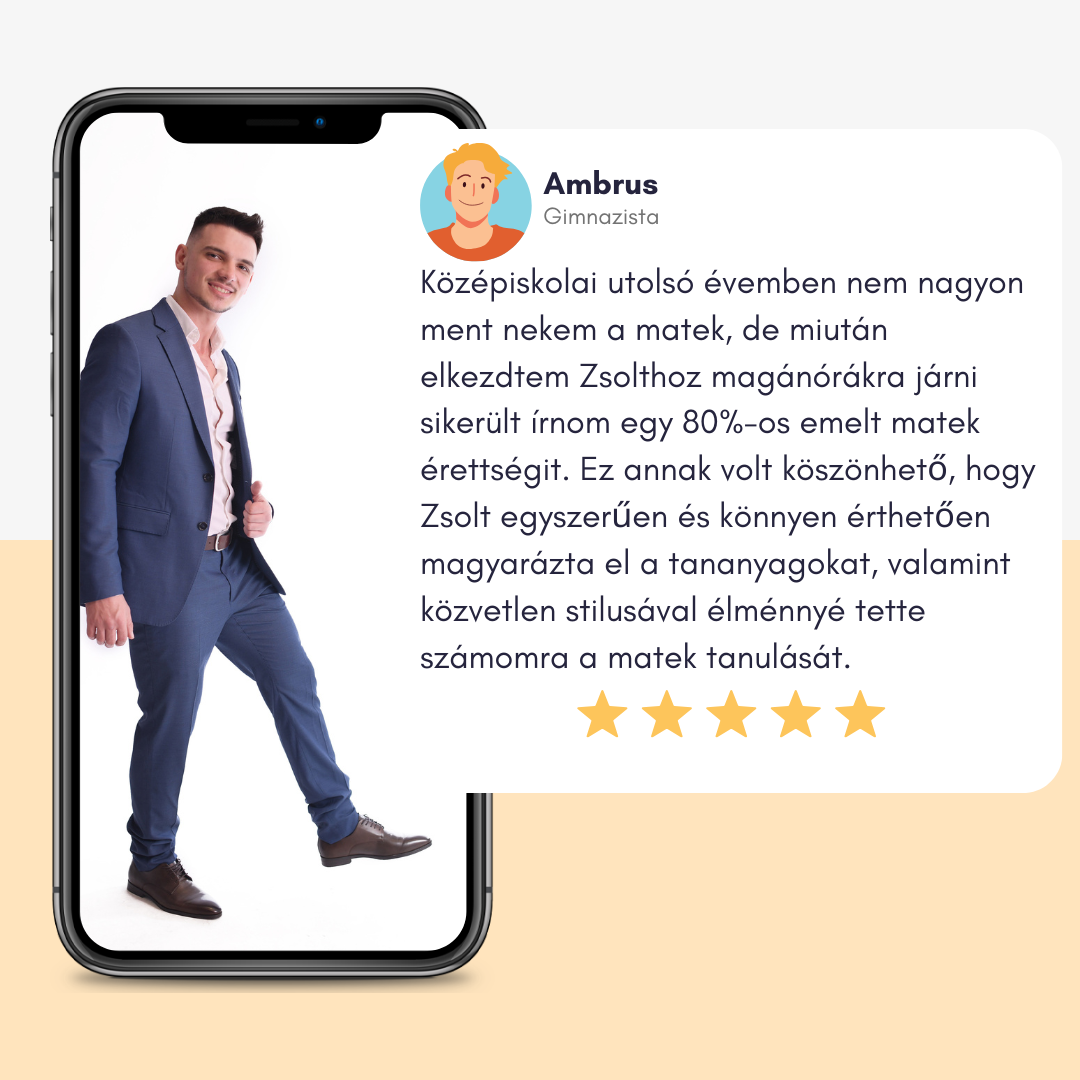 Ambrus
Gimnazista
Középiskolai utolsó évemben nem nagyon
ment nekem a matek, de miután
elkezdtem Zsolthoz magánórákra járni
sikerült írnom egy 80%-os emelt matek
érettségit. Ez annak volt köszönhető, hogy
Zsolt egyszerűen és könnyen érthetően
magyarázta el a tananyagokat, valamint
közvetlen stilusával élménnyé tette
számomra a matek tanulását.